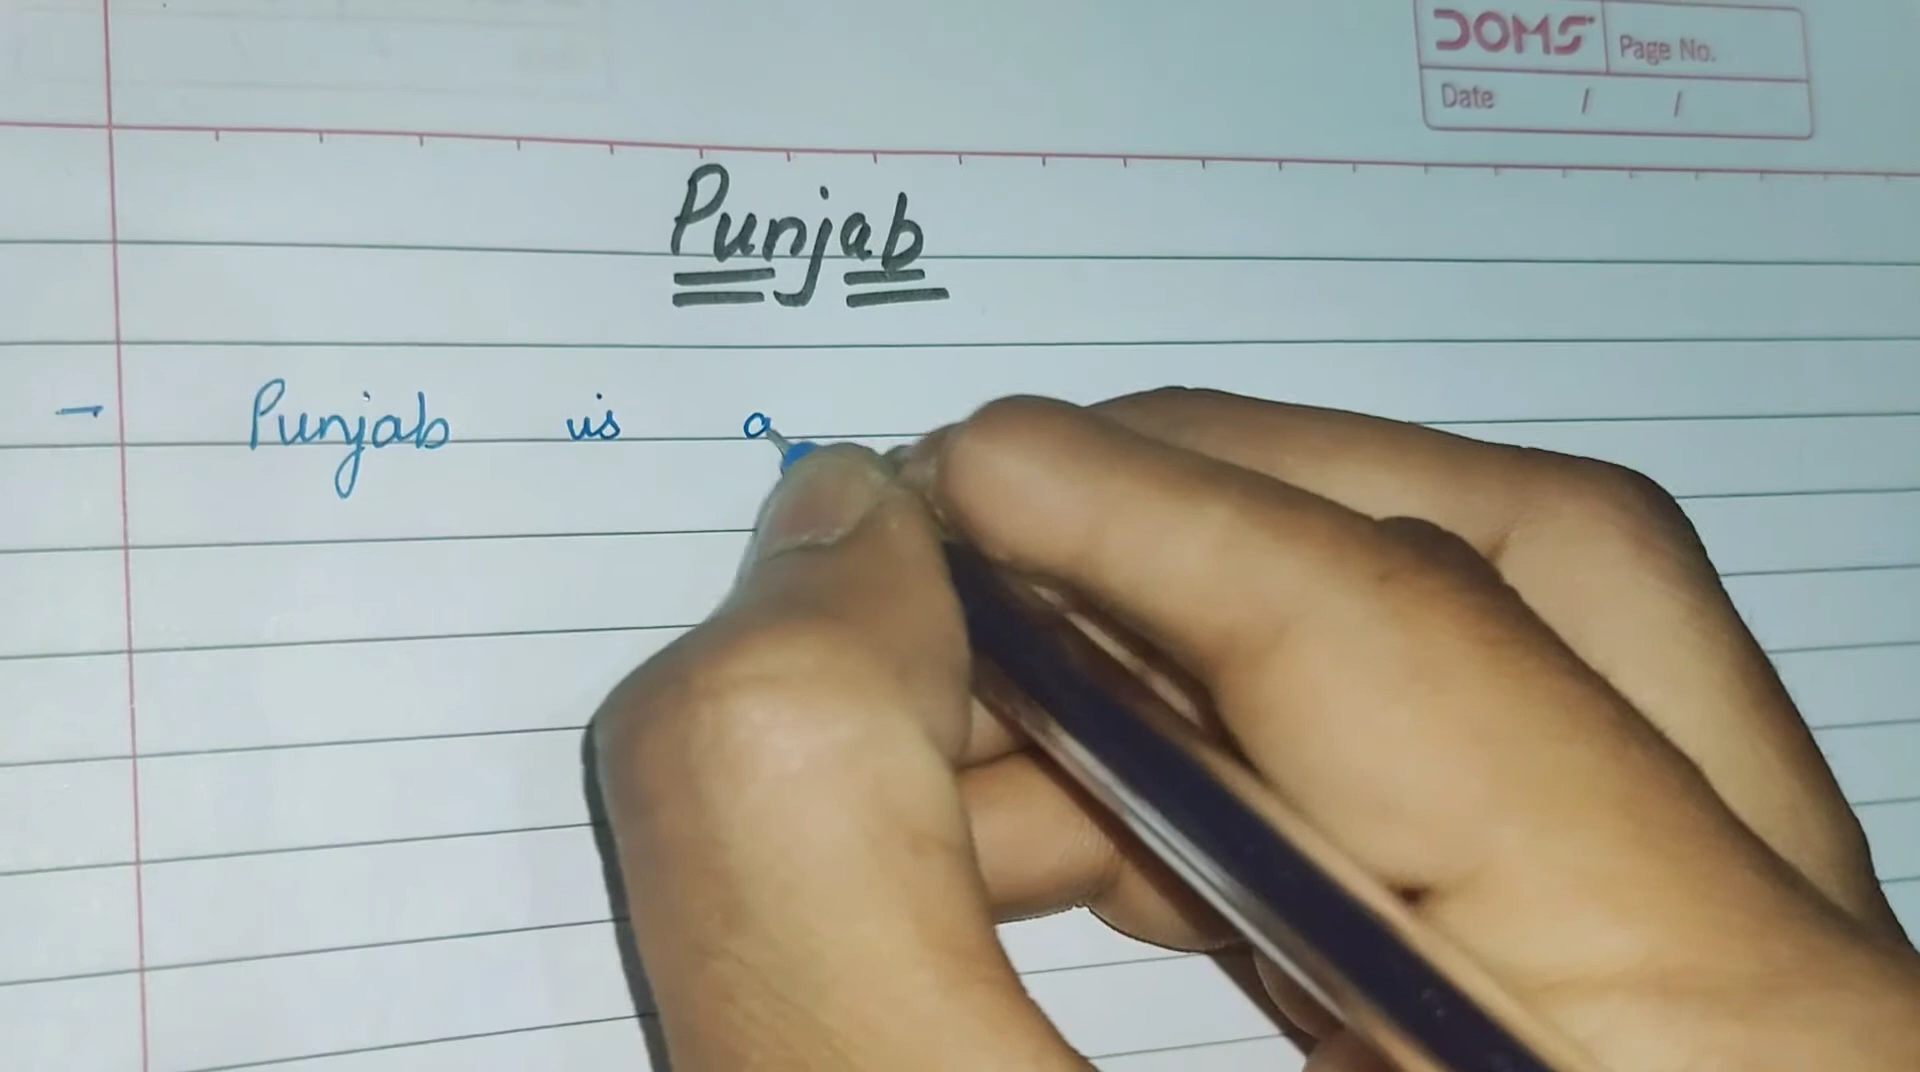 DOMS Page No.
Date / /
Punjab
- Punjab is a